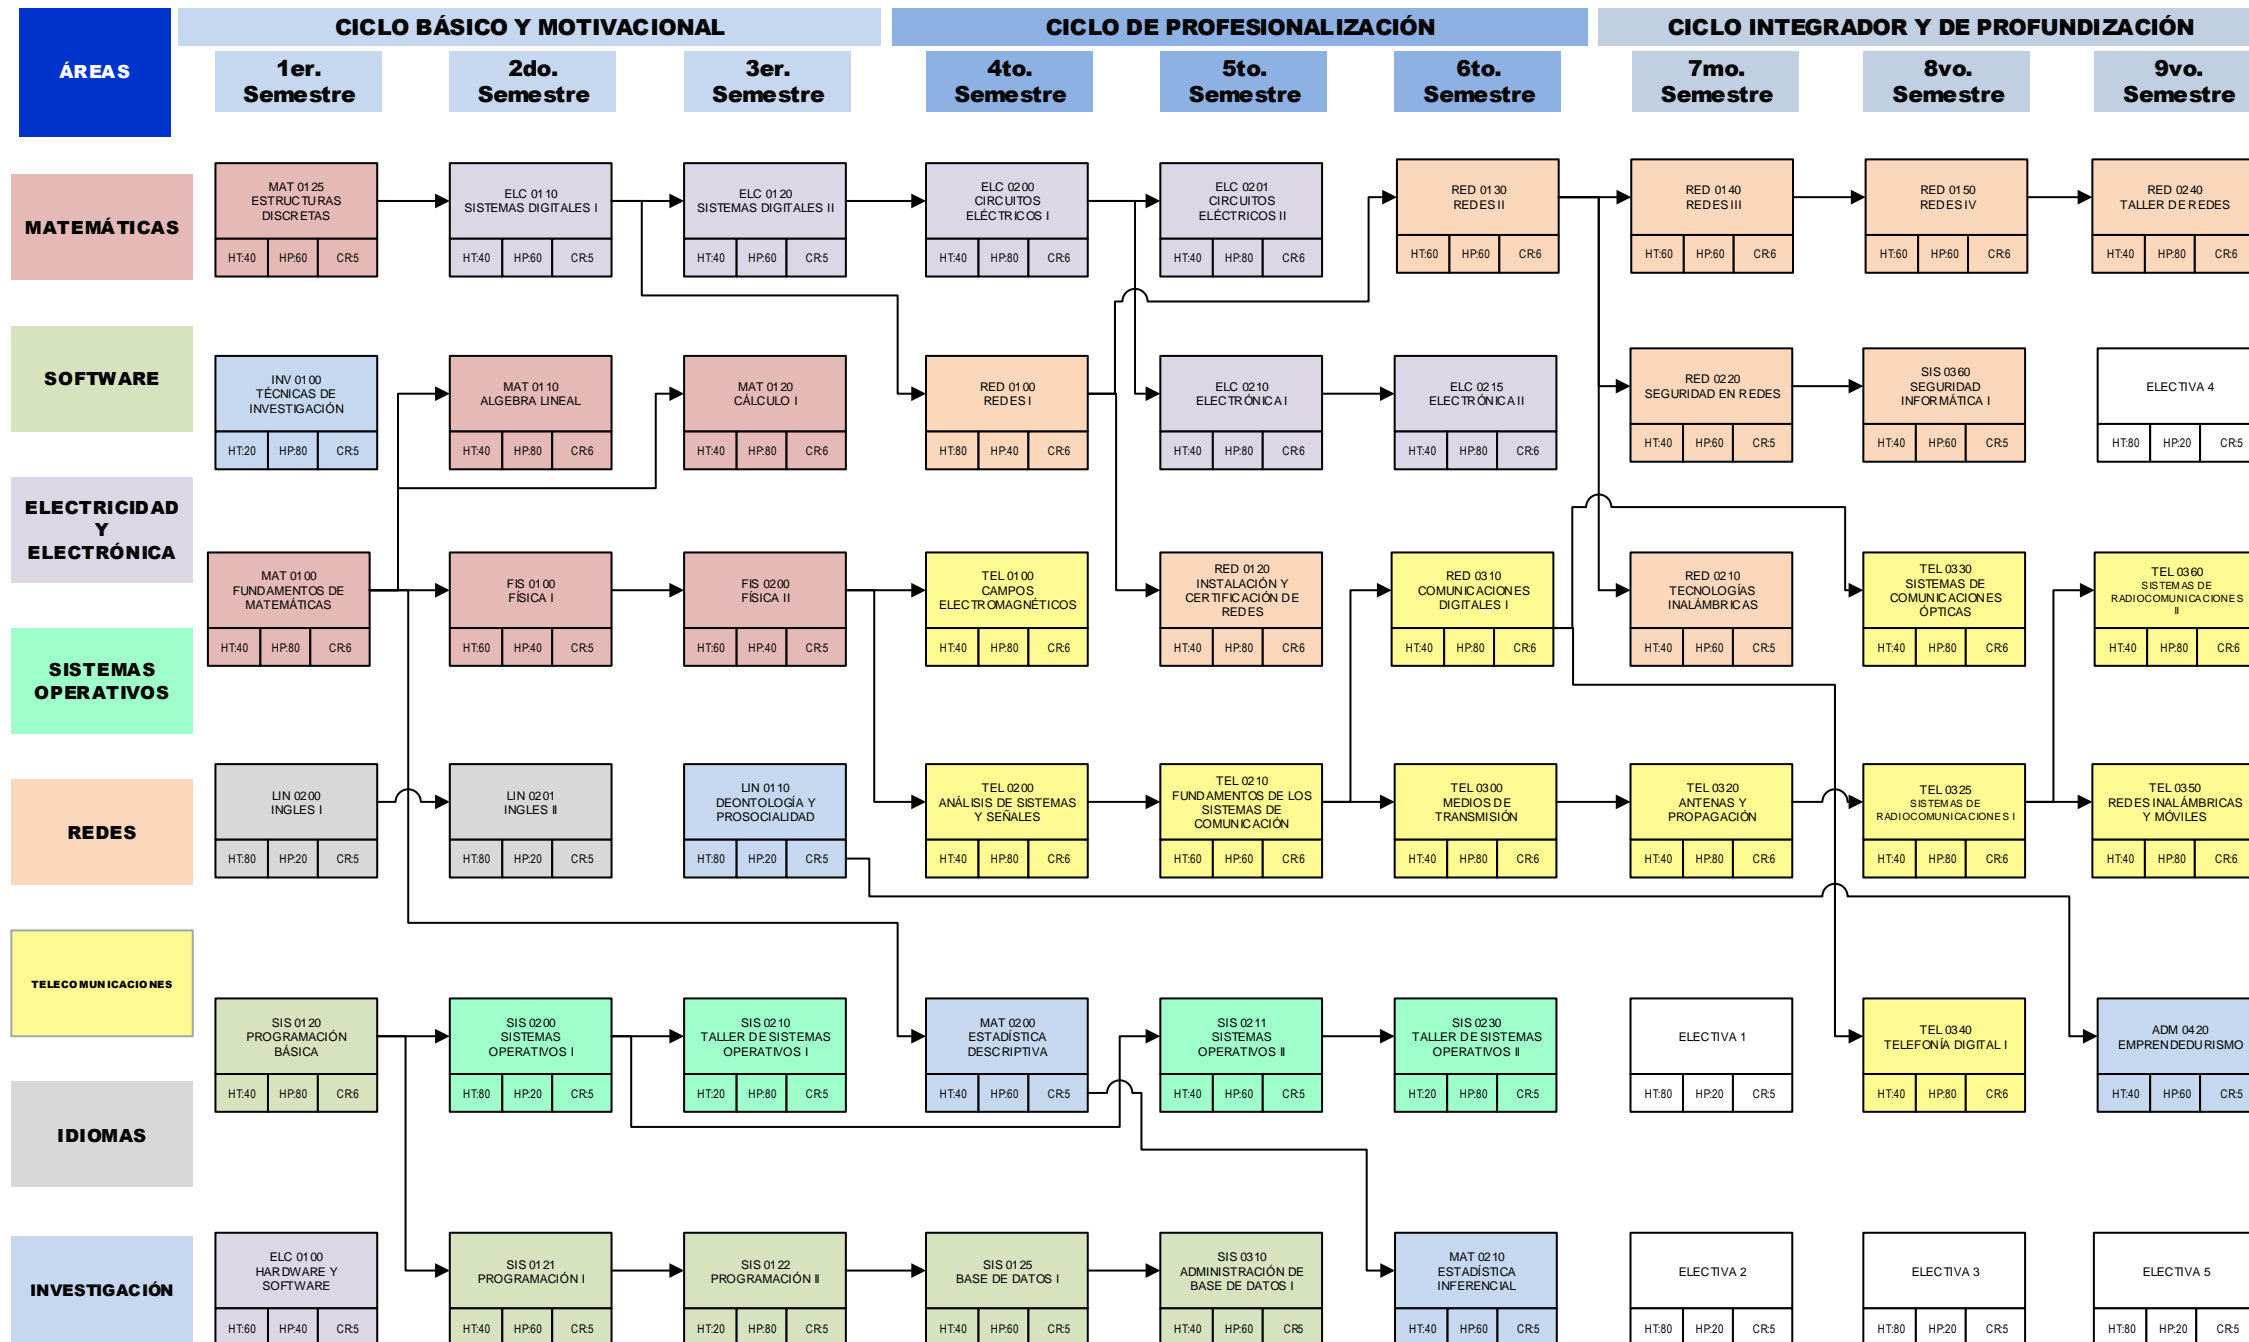 ÁREAS
CICLO BÁSICO Y MOTIVACIONAL
CICLO DE PROFESIONALIZACIÓN
CICLO INTEGRADOR Y DE PROFUNDIZACIÓN
1er.
Semestre
2do.
Semestre
3er.
Semestre
4to.
Semestre
5to.
Semestre
6to.
Semestre
7mo.
Semestre
8vo.
Semestre
9vo.
Semestre
MATEMÁTICAS
MAT 0125
ESTRUCTURAS
DISCRETAS
HT:40 HP:60 CR:5
ELC 0110
SISTEMAS DIGITALES I
HT:40 HP:60 CR:5
ELC 0120
SISTEMAS DIGITALES II
HT:40 HP:60 CR:5
ELC 0200
CIRCUITOS
ELÉCTRICOS I
HT:40 HP:80 CR:6
ELC 0201
CIRCUITOS
ELÉCTRICOS II
HT:40 HP:80 CR:6
RED 0130
REDES II
HT:60 HP:60 CR:6
RED 0140
REDES III
HT:60 HP:60 CR:6
RED 0150
REDES IV
HT:60 HP:60 CR:6
RED 0240
TALLER DE REDES
HT:40 HP:80 CR:6
SOFTWARE
INV 0100
TÉCNICAS DE
INVESTIGACIÓN
HT:20 HP:80 CR:5
MAT 0110
ALGEBRA LINEAL
HT:40 HP:80 CR:6
MAT 0120
CÁLCULO I
HT:40 HP:80 CR:6
RED 0100
REDES I
HT:80 HP:40 CR:6
ELC 0210
ELECTRÓNICA I
HT:40 HP:80 CR:6
ELC 0215
ELECTRÓNICA II
HT:40 HP:80 CR:6
RED 0220
SEGURIDAD EN REDES
HT:40 HP:60 CR:5
SIS 0360
SEGURIDAD
INFORMÁTICA I
HT:40 HP:60 CR:5
ELECTIVA 4
HT:80 HP:20 CR:5
ELECTRICIDAD
Y
ELECTRÓNICA
MAT 0100
FUNDAMENTOS DE
MATEMÁTICAS
HT:40 HP:80 CR:6
FIS 0100
FÍSICA I
HT:60 HP:40 CR:5
FIS 0200
FÍSICA II
HT:60 HP:40 CR:5
TEL 0100
CAMPOS
ELECTROMAGNÉTICOS
HT:40 HP:80 CR:6
RED 0120
INSTALACIÓN Y
CERTIFICACIÓN DE
REDES
HT:40 HP:80 CR:6
RED 0310
COMUNICACIONES
DIGITALES I
HT:40 HP:80 CR:6
RED 0210
TECNOLOGÍAS
INALÁMBRICAS
HT:40 HP:60 CR:5
TEL 0330
SISTEMAS DE
COMUNICACIONES
ÓPTICAS
HT:40 HP:80 CR:6
TEL 0360
SISTEMAS DE
RADIOCOMUNICACIONES
II
HT:40 HP:80 CR:6
SISTEMAS
OPERATIVOS
REDES
LIN 0200
INGLES I
HT:80 HP:20 CR:5
LIN 0201
INGLES II
HT:80 HP:20 CR:5
LIN 0110
DEONTOLOGÍA Y
PROSOCIALIDAD
HT:80 HP:20 CR:5
TEL 0200
ANÁLISIS DE SISTEMAS
Y SEÑALES
HT:40 HP:80 CR:6
TEL 0210
FUNDAMENTOS DE LOS
SISTEMAS DE
COMUNICACIÓN
HT:60 HP:60 CR:6
TEL 0300
MEDIOS DE
TRANSMISIÓN
HT:40 HP:80 CR:6
TEL 0320
ANTENAS Y
PROPAGACIÓN
HT:40 HP:80 CR:6
TEL 0325
SISTEMAS DE
RADIOCOMUNICACIONES I
HT:40 HP:80 CR:6
TEL 0350
REDES INALÁMBRICAS
Y MÓVILES
HT:40 HP:80 CR:6
TELECOMUNICACIONES
SIS 0120
PROGRAMACIÓN
BÁSICA
HT:40 HP:80 CR:6
SIS 0200
SISTEMAS
OPERATIVOS I
HT:80 HP:20 CR:5
SIS 0210
TALLER DE SISTEMAS
OPERATIVOS I
HT:20 HP:80 CR:5
MAT 0200
ESTADÍSTICA
DESCRIPTIVA
HT:40 HP:60 CR:5
SIS 0211
SISTEMAS
OPERATIVOS II
HT:40 HP:60 CR:5
SIS 0230
TALLER DE SISTEMAS
OPERATIVOS II
HT:20 HP:80 CR:5
ELECTIVA 1
HT:80 HP:20 CR:5
TEL 0340
TELEFONÍA DIGITAL I
HT:40 HP:80 CR:6
ADM 0420
EMPRENDEDURISMO
HT:40 HP:60 CR:5
IDIOMAS
INVESTIGACIÓN
ELC 0100
HARDWARE Y
SOFTWARE
HT:60 HP:40 CR:5
SIS 0121
PROGRAMACIÓN I
HT:40 HP:60 CR:5
SIS 0122
PROGRAMACIÓN II
HT:20 HP:80 CR:5
SIS 0125
BASE DE DATOS I
HT:40 HP:60 CR:5
SIS 0310
ADMINISTRACIÓN DE
BASE DE DATOS I
HT:40 HP:60 CR5
MAT 0210
ESTADÍSTICA
INFERENCIAL
HT:40 HP:60 CR:5
ELECTIVA 2
HT:80 HP:20 CR:5
ELECTIVA 3
HT:80 HP:20 CR:5
ELECTIVA 5
HT:80 HP:20 CR:5